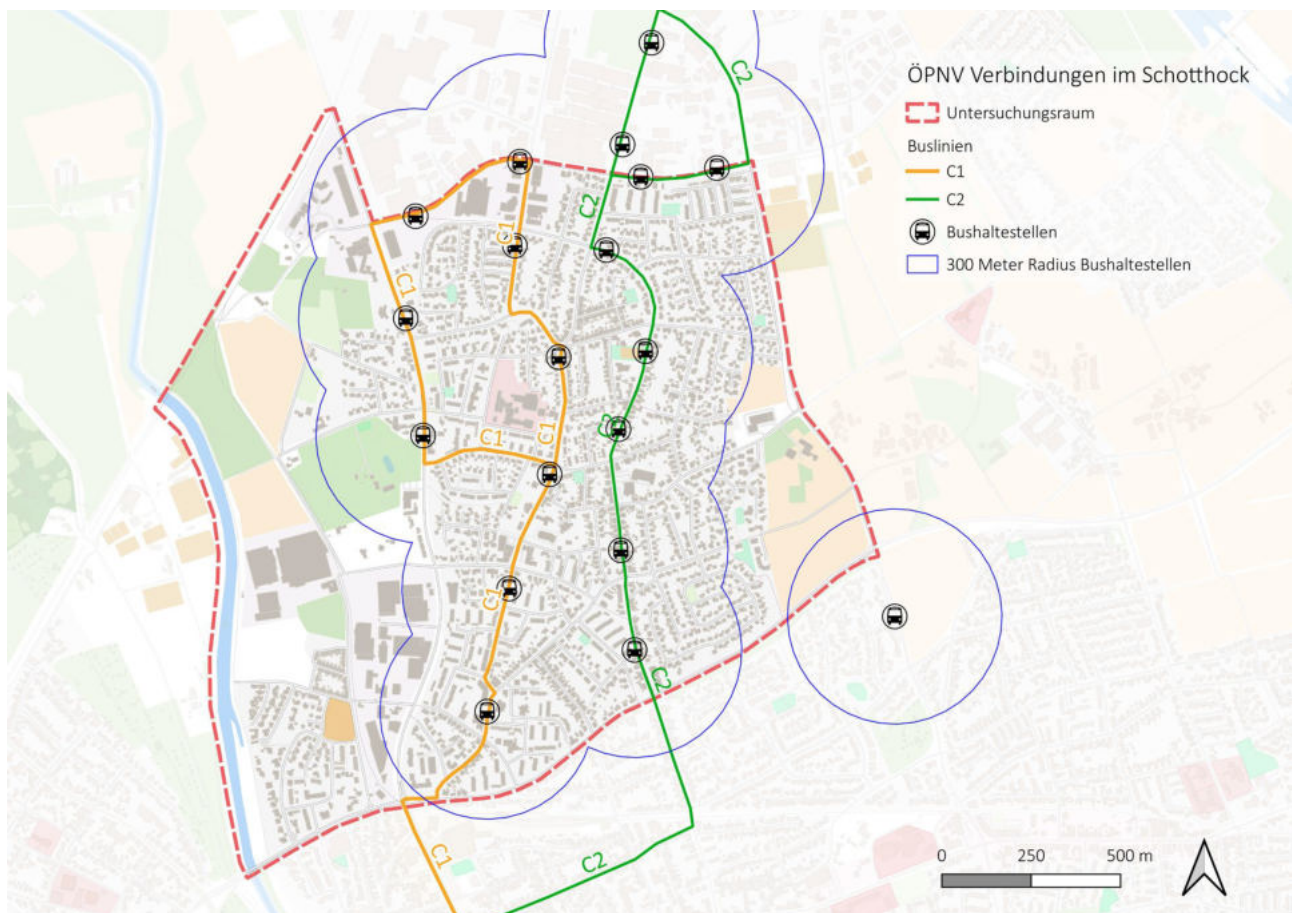 C2
ÖPNV Verbindungen im Schotthock
Untersuchungsraum
Buslinien
C1
C2
Bushaltestellen
300 Meter Radius Bushaltestellen
C2
C1
C1
C2
C1
C1
C1
C2
C1
C2
0
250
500 m